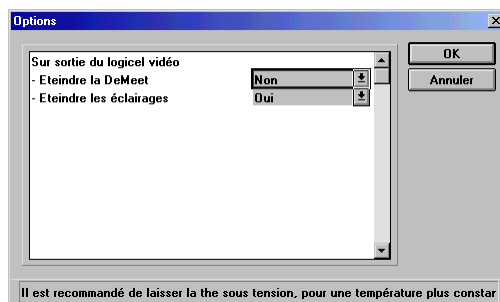 Options
OK
Sur sortie du logicel vidéo
- Eteindre la DeMeet Non
Annuler
- Eteindre les éclairages Oui
Il est recommandé de laisser la the sous tension, pour une température plus constar